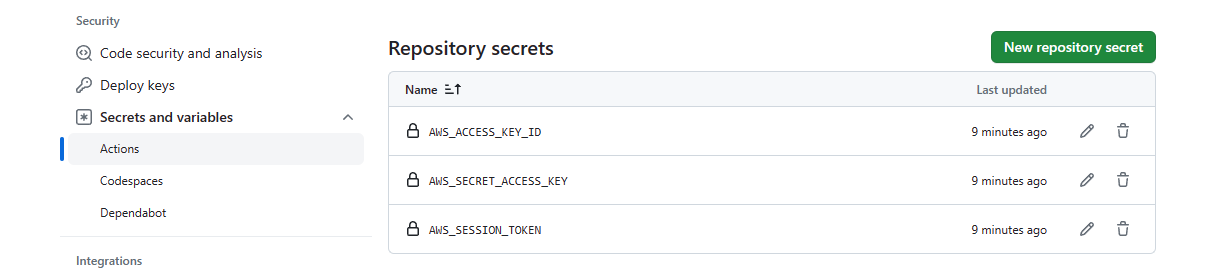 Security
Code security and analysis
Deploy keys
Secrets and variables
Actions
Codespaces
Dependabot
Integrations
Repository secrets
New repository secret
Name Last updated
AWS_ACCESS_KEY_ID 9 minutes ago
AWS_SECRET_ACCESS_KEY 9 minutes ago
AWS_SESSION_TOKEN 9 minutes ago